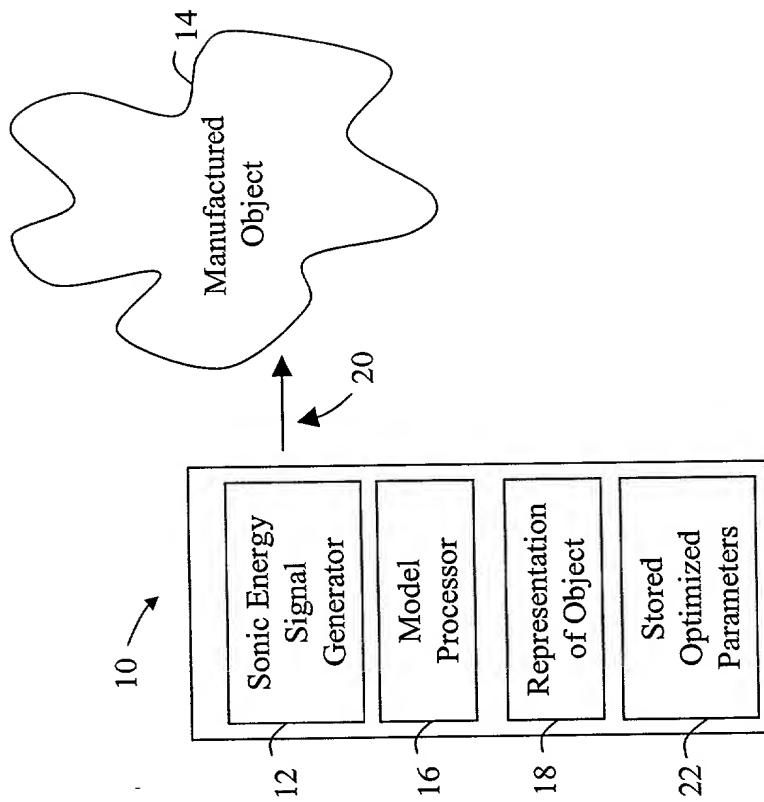 10
12
Sonic Energy
Signal
Generator
16
Model
Processor
18
Representation
of Object
22
Stored
Optimized
Parameters
20
14
Manufactured
Object